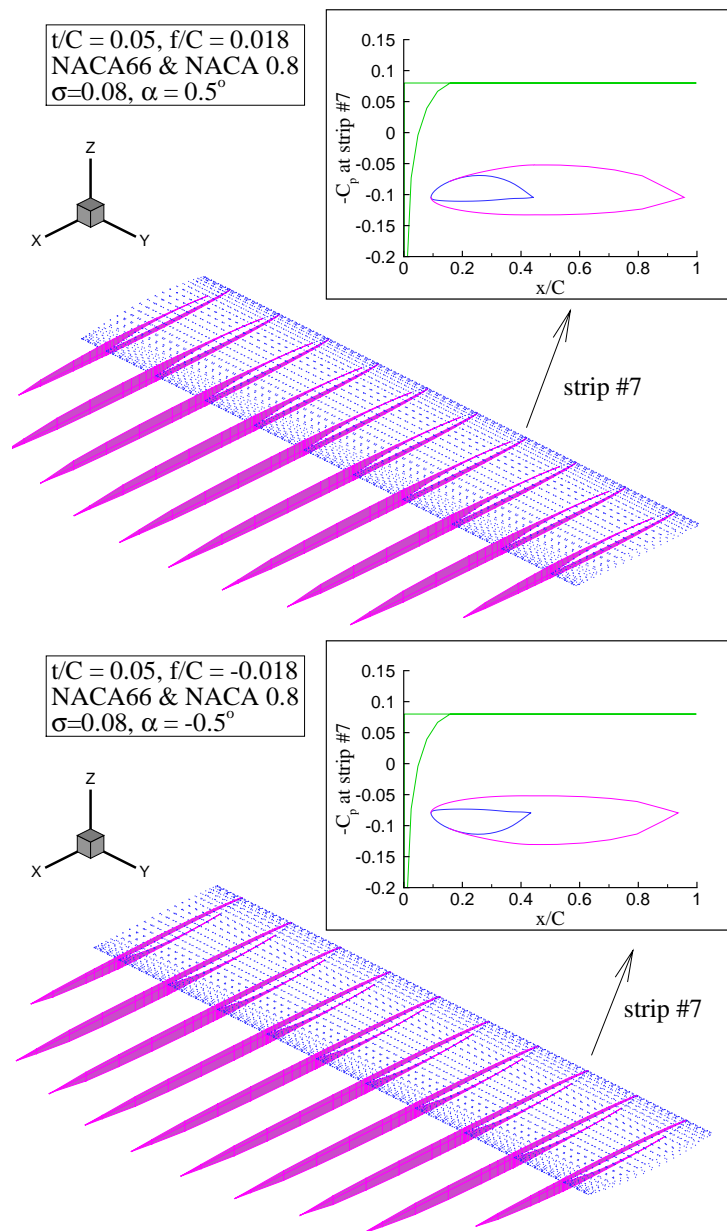 t/C = 0.05, f/C = 0.018
NACA66 & NACA 0.8
σ=0.08, α = 0.5°
Z
X
Y
-Cp at strip #7
0.15
0.1
0.05
0
-0.05
-0.1
-0.15
-0.2
0 0.2 0.4 0.6 0.8 1
x/C
strip #7
t/C = 0.05, f/C = -0.018
NACA66 & NACA 0.8
σ=0.08, α = -0.5°
Z
X
Y
-Cp at strip #7
0.15
0.1
0.05
0
-0.05
-0.1
-0.15
-0.2
0 0.2 0.4 0.6 0.8 1
x/C
strip #7